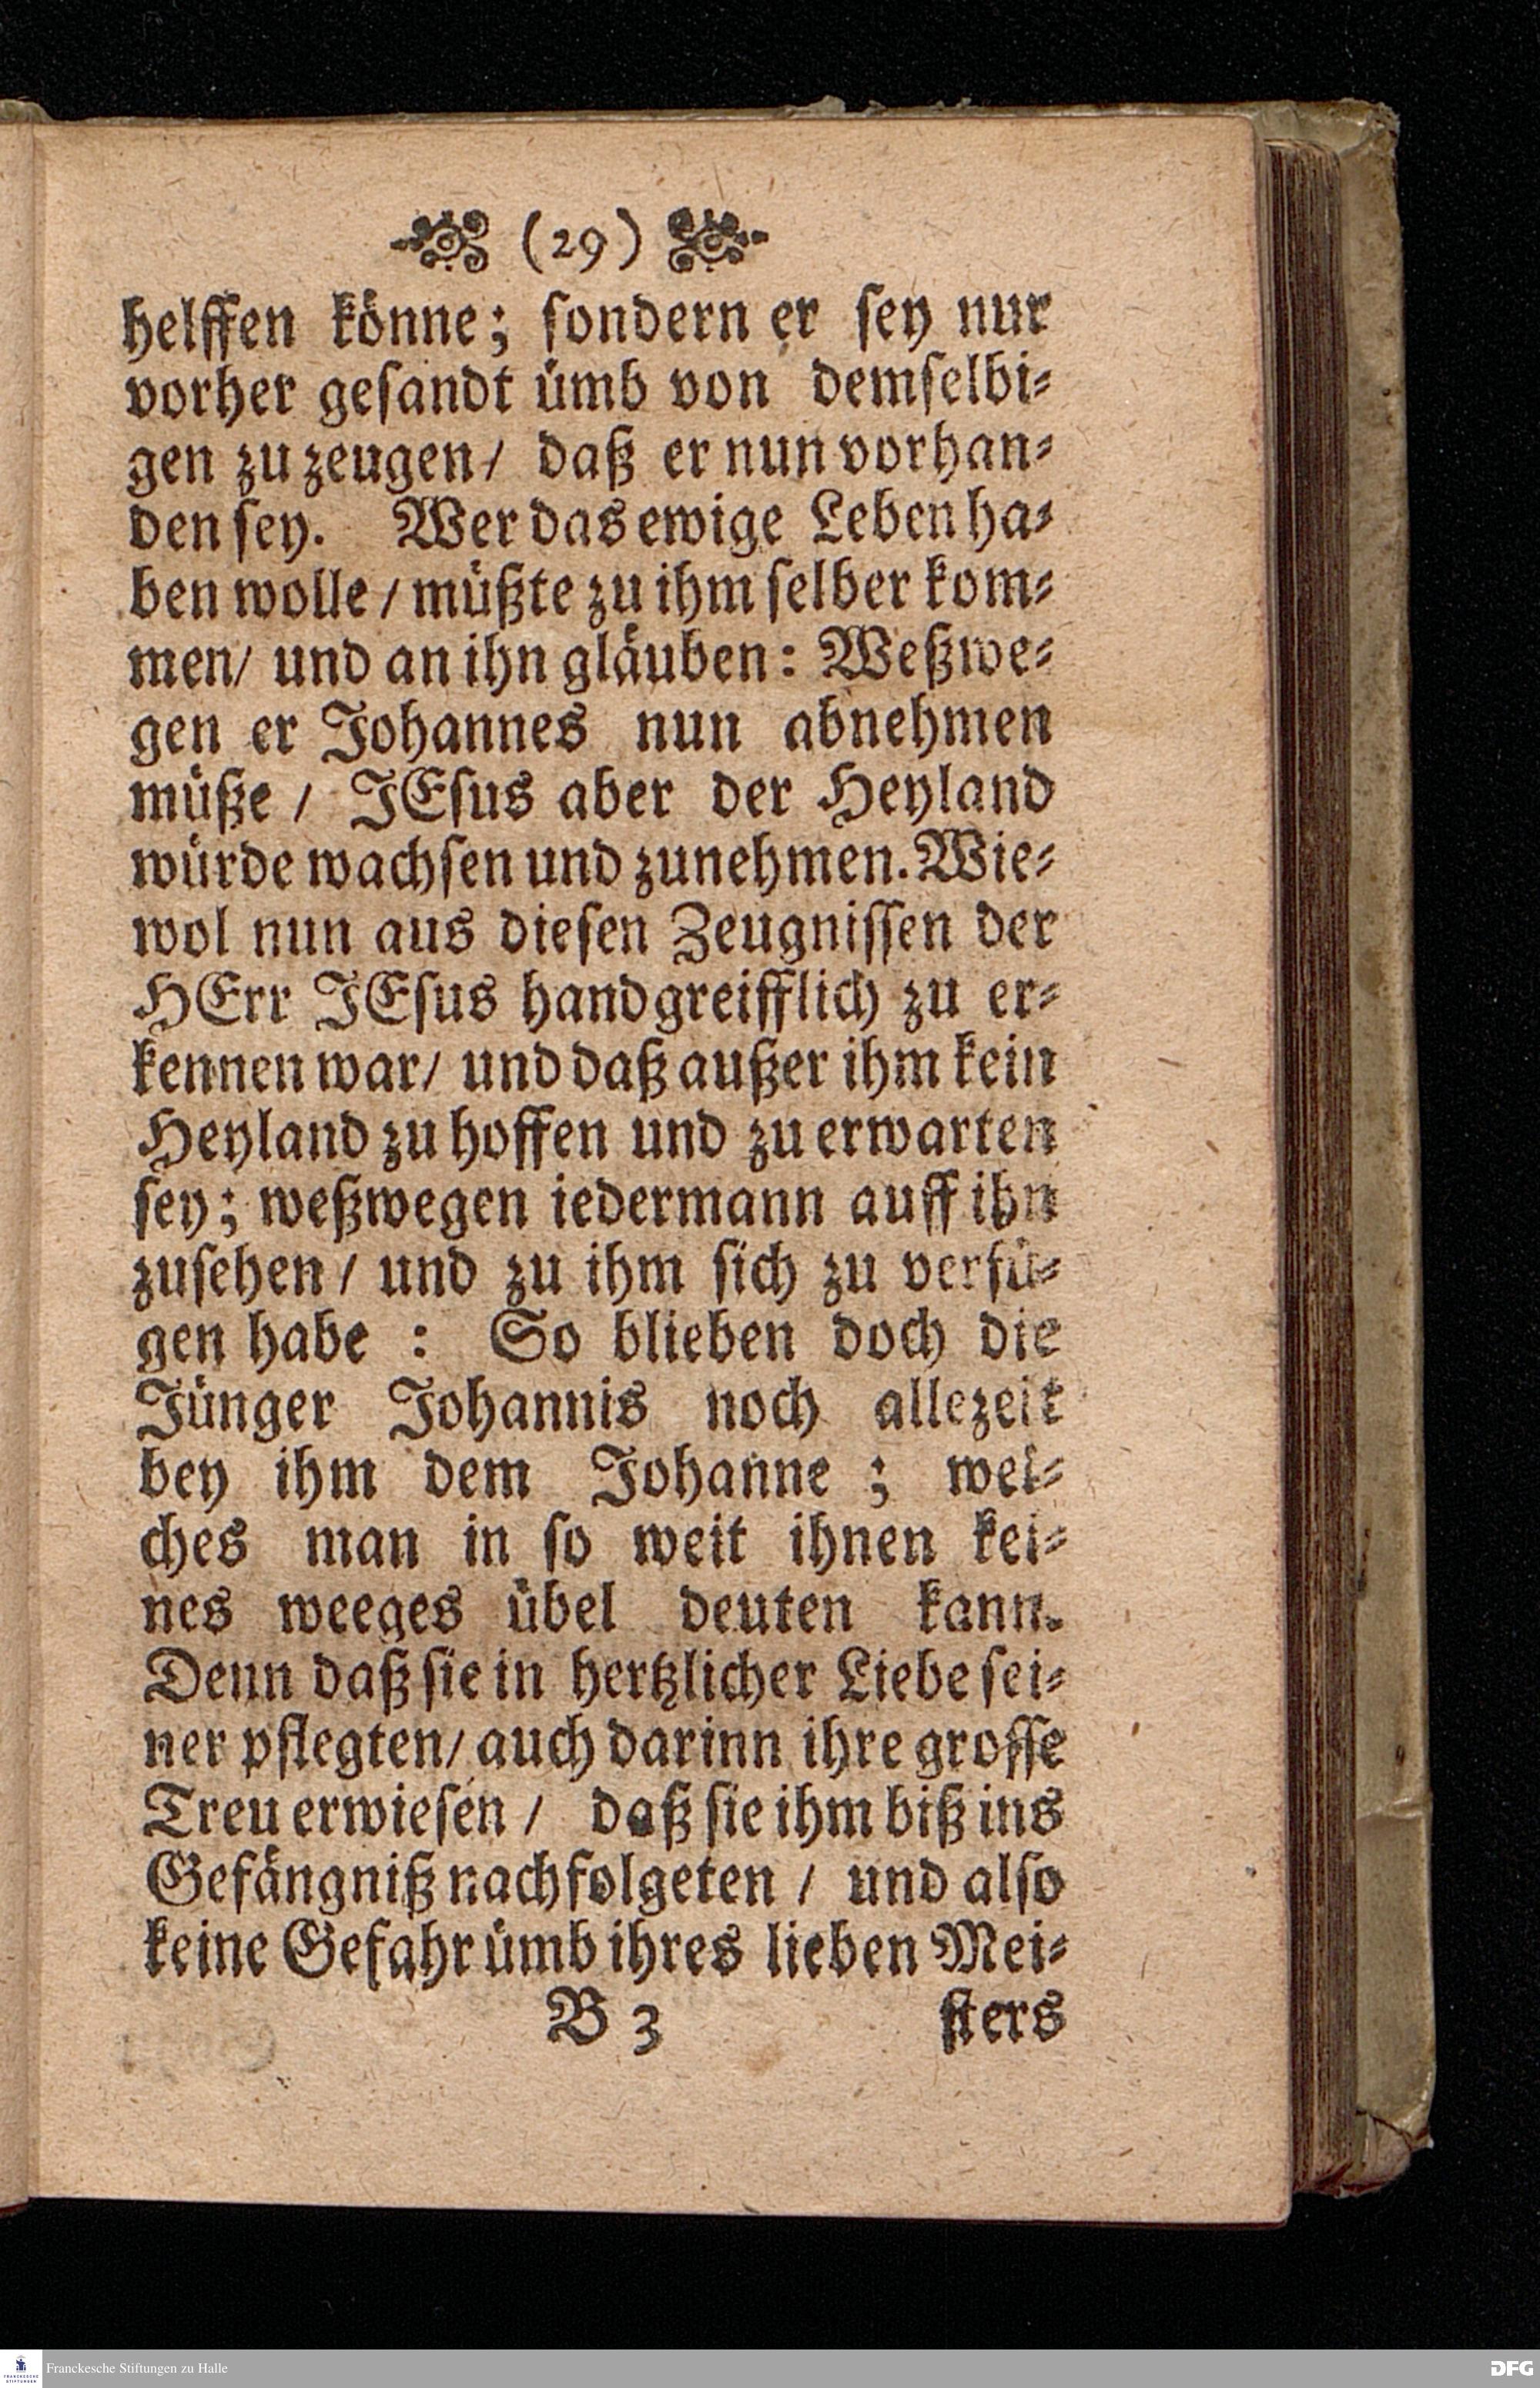 (29)
helffen könne; sondern er sey nur
vorher gesandt ümb von demselbi⸗
gen zu zeugen/ daß er nun vorhan⸗
den sey. Wer das ewige Leben ha⸗
ben wolle / müßte zu ihm selber kom⸗
men/ und an ihn gläuben: Weßwe⸗
gen er Johannes nun abnehmen
müße / JEsus aber der Heyland
würde wachsen und zunehmen. Wie⸗
wol nun aus diesen Zeugnissen der
HErr JEsus handgreifflich zu er⸗
kennen war/ und daß außer ihm kein
Heyland zu hoffen und zu erwarten
sey; weßwegen iedermann auff ihn
zusehen / und zu ihm sich zu verfü⸗
gen habe : So blieben doch die
Jünger Johannis noch allezeit
bey ihm dem Johanne ; wel⸗
ches man in so weit ihnen kei⸗
nes weeges übel deuten kann.
Denn daß sie in hertzlicher Liebe sei⸗
ner pflegten/ auch darinn ihre grosse
Treu erwiesen / daß sie ihm biß ins
Gefängniß nachfolgeten / und also
keine Gefahr ümb ihres lieben Mei⸗
B 3 sters
Franckesche Stiftungen zu Halle
DFG